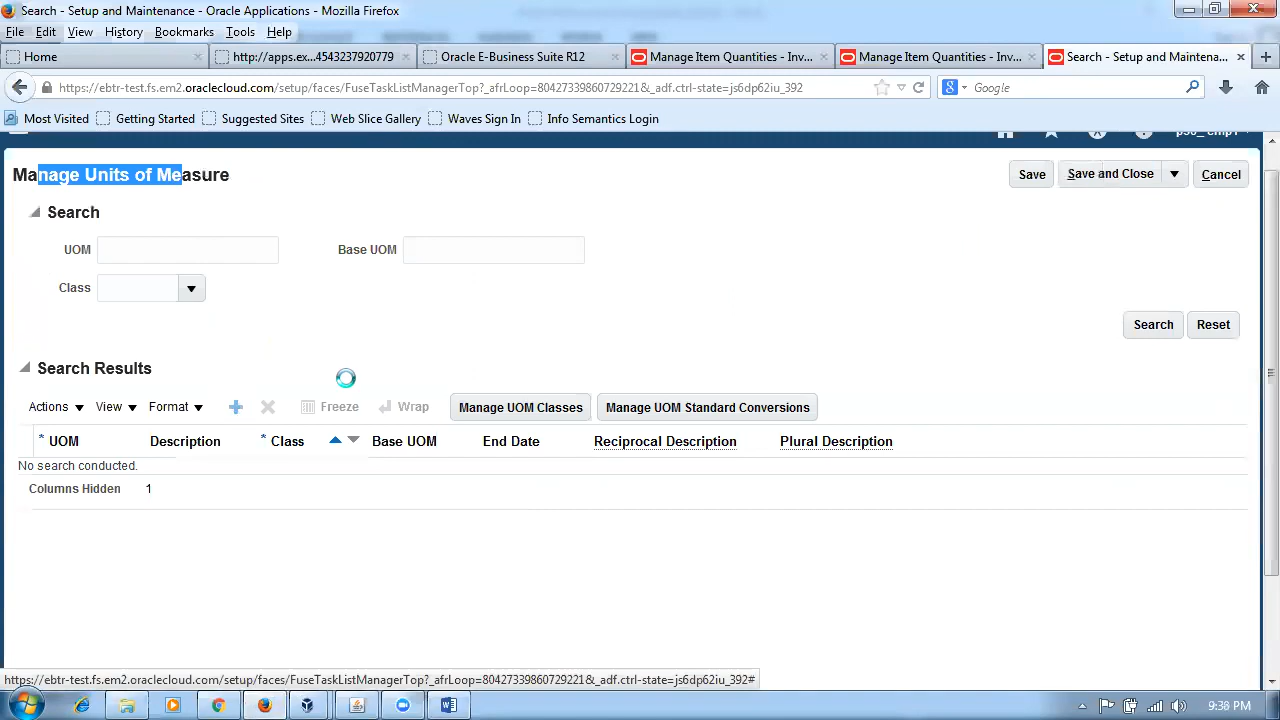 Search - Setup and Maintenance - Oracle Applications - Mozilla Firefox
File Edit View History Bookmarks Tools Help
Home
http://apps.ex...4543237920779
Oracle E-Business Suite R12
Manage Item Quantities - Inv...
Manage Item Quantities - Inv...
Search - Setup and Maintena...
https://ebtr-test.fs.em2.oraclecloud.com/setup/faces/FuseTaskListManagerTop?_afrLoop=80427339860729221&_adf.ctrl-state=js6dp62iu_392
Google
Most Visited Getting Started Suggested Sites Web Slice Gallery Waves Sign In Info Semantics Location
Manage Units of Measure
Save Save and Close Cancel
Search
UOM Base UOM
Class
Search Reset
Search Results
Actions View Format Freeze Wrap Manage UOM Classes Manage UOM Standard Conversions
* UOM Description * Class Base UOM End Date Reciprocal Description Plural Description
No search conducted.
Columns Hidden 1
https://ebtr-test.fs.em2.oraclecloud.com/setup/faces/FuseTaskListManagerTop?_afrLoop=80427339860729221&_adf.ctrl-state=js6dp62iu_392#
9:38 PM